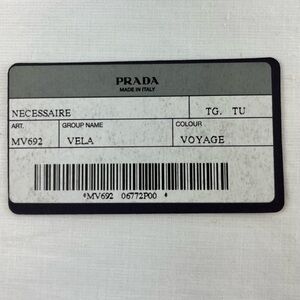 PRADA
MADE IN ITALY
NECESSAIRE TG. TU
ART. GROUP NAME COLOUR
MV692 VELA VOYAGE
*MV692 06772P00 *